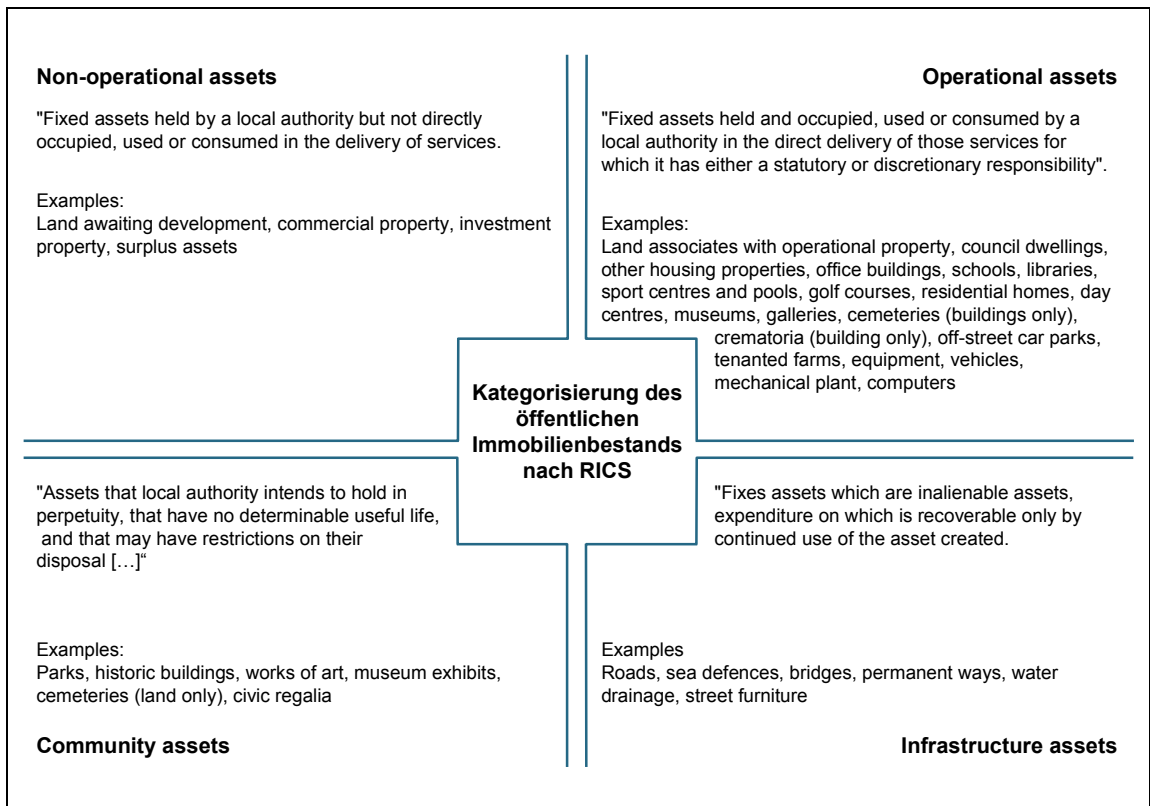 Non-operational assets
"Fixed assets held by a local authority but not directly
occupied, used or consumed in the delivery of services.
Examples:
Land awaiting development, commercial property, investment
property, surplus assets
Operational assets
"Fixed assets held and occupied, used or consumed by a
local authority in the direct delivery of those services for
which it has either a statutory or discretionary responsibility".
Examples:
Land associates with operational property, council dwellings,
other housing properties, office buildings, schools, libraries,
sport centres and pools, golf courses, residential homes, day
centres, museums, galleries, cemeteries (buildings only),
crematoria (building only), off-street car parks,
tenanted farms, equipment, vehicles,
mechanical plant, computers
Kategorisierung des
öffentlichen
Immobilienbestands
nach RICS
"Assets that local authority intends to hold in
perpetuity, that have no determinable useful life,
and that may have restrictions on their
disposal […]“
Examples:
Parks, historic buildings, works of art, museum exhibits,
cemeteries (land only), civic regalia
Community assets
"Fixes assets which are inalienable assets,
expenditure on which is recoverable only by
continued use of the asset created.
Examples
Roads, sea defences, bridges, permanent ways, water
drainage, street furniture
Infrastructure assets